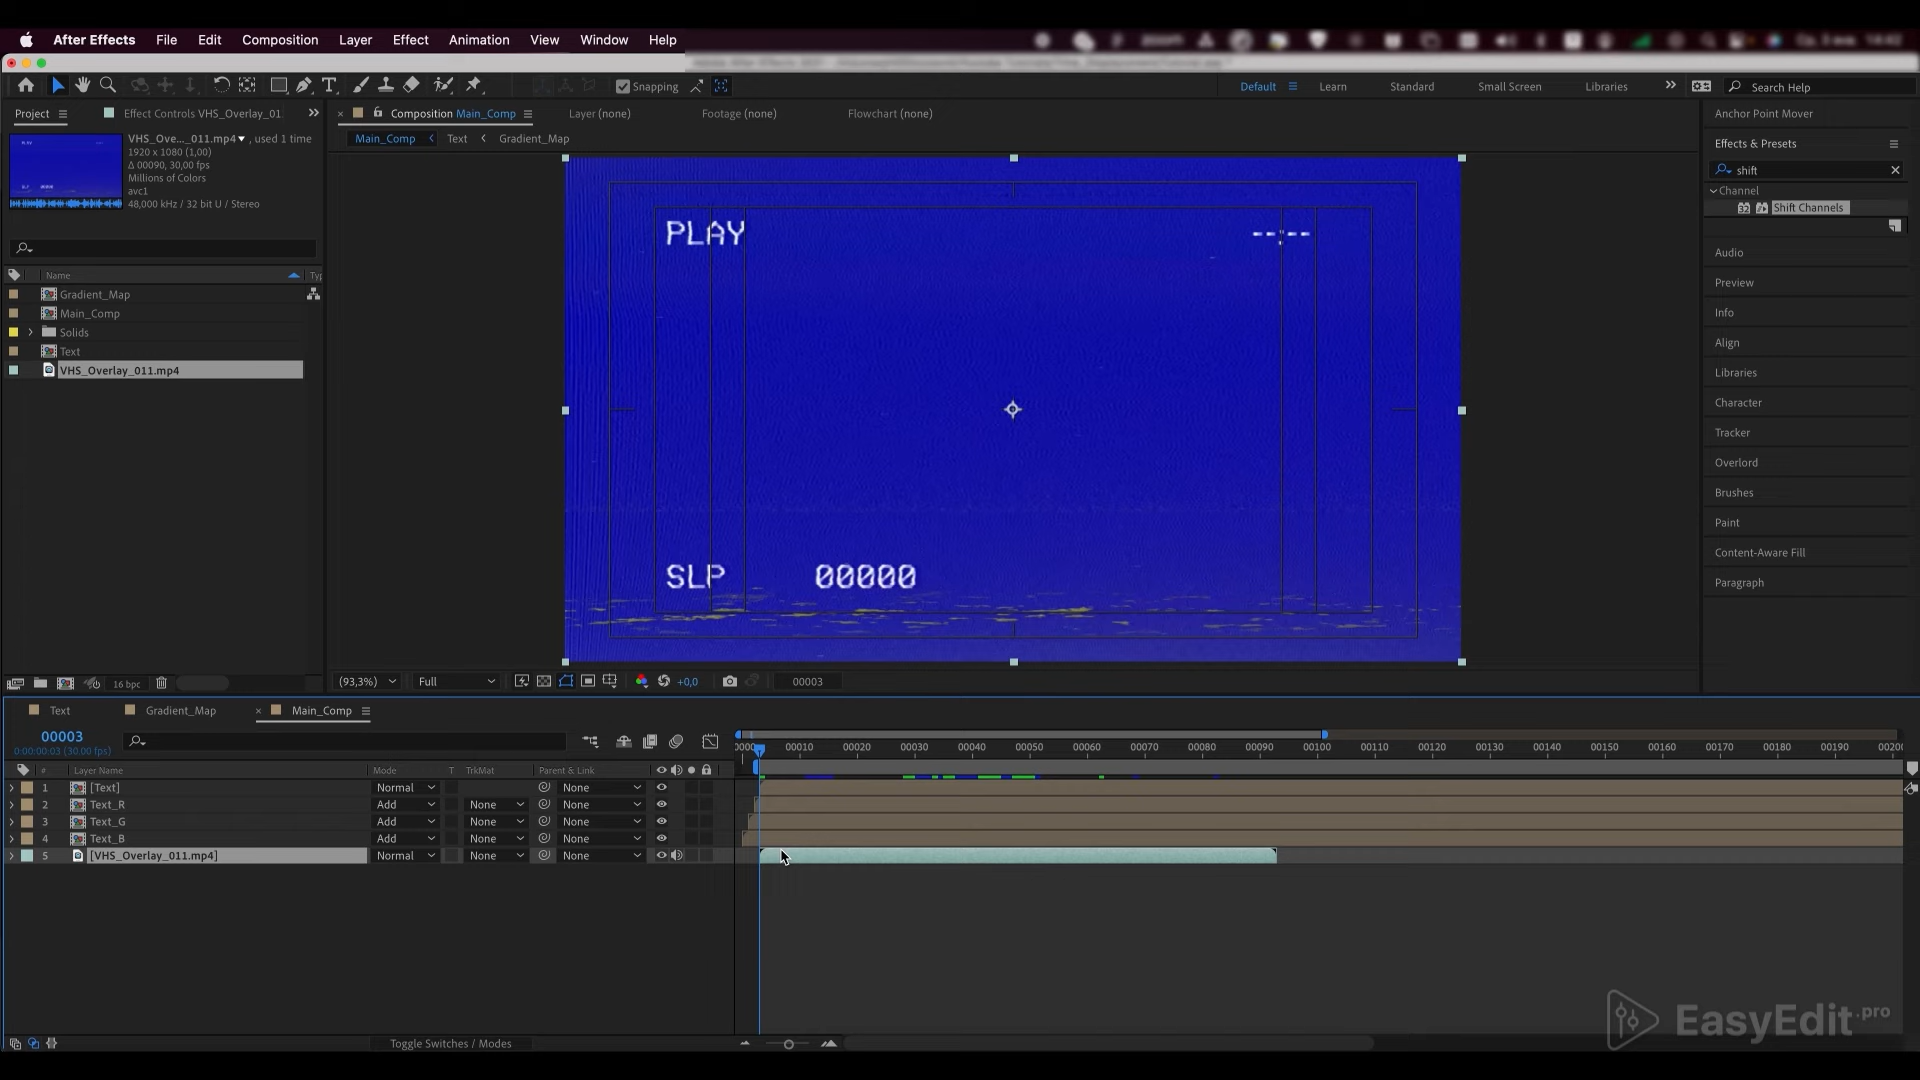 After Effects File Edit Composition Layer Effect Animation View Window Help
Snapping Default Learn Standard Small Screen Libraries Search Help
Project Effect Controls VHS_Overlay_01 Composition Main_Comp Layer (none) Footage (none) Flowchart (none) Anchor Point Mover
Main_Comp Text Gradient_Map
VHS_Ove..._011.mp4 , used 1 time
1920 x 1080 (1,00)
Δ 00090, 30,00 fps
Millions of Colors
avc1
48,000 kHz / 32 bit U / Stereo
Name Typ
Gradient_Map
Main_Comp
Solids
Text
VHS_Overlay_011.mp4
16 bpc
PLAY --:--
SLP 00000
(93,3%) Full +0,0 00003
Effects & Presets
shift
Channel
32 Shift Channels
Audio
Preview
Info
Align
Libraries
Character
Tracker
Overlord
Brushes
Paint
Content-Aware Fill
Paragraph
Text Gradient_Map Main_Comp
00003
0:00:00:03 (30.00 fps)
0000 00010 00020 00030 00040 00050 00060 00070 00080 00090 00100 00110 00120 00130 00140 00150 00160 00170 00180 00190 0020
# Layer Name Mode T TrkMat Parent & Link
1 [Text] Normal None
2 Text_R Add None None
3 Text_G Add None None
4 Text_B Add None None
5 [VHS_Overlay_011.mp4] Normal None None
Toggle Switches / Modes
EasyEdit.pro